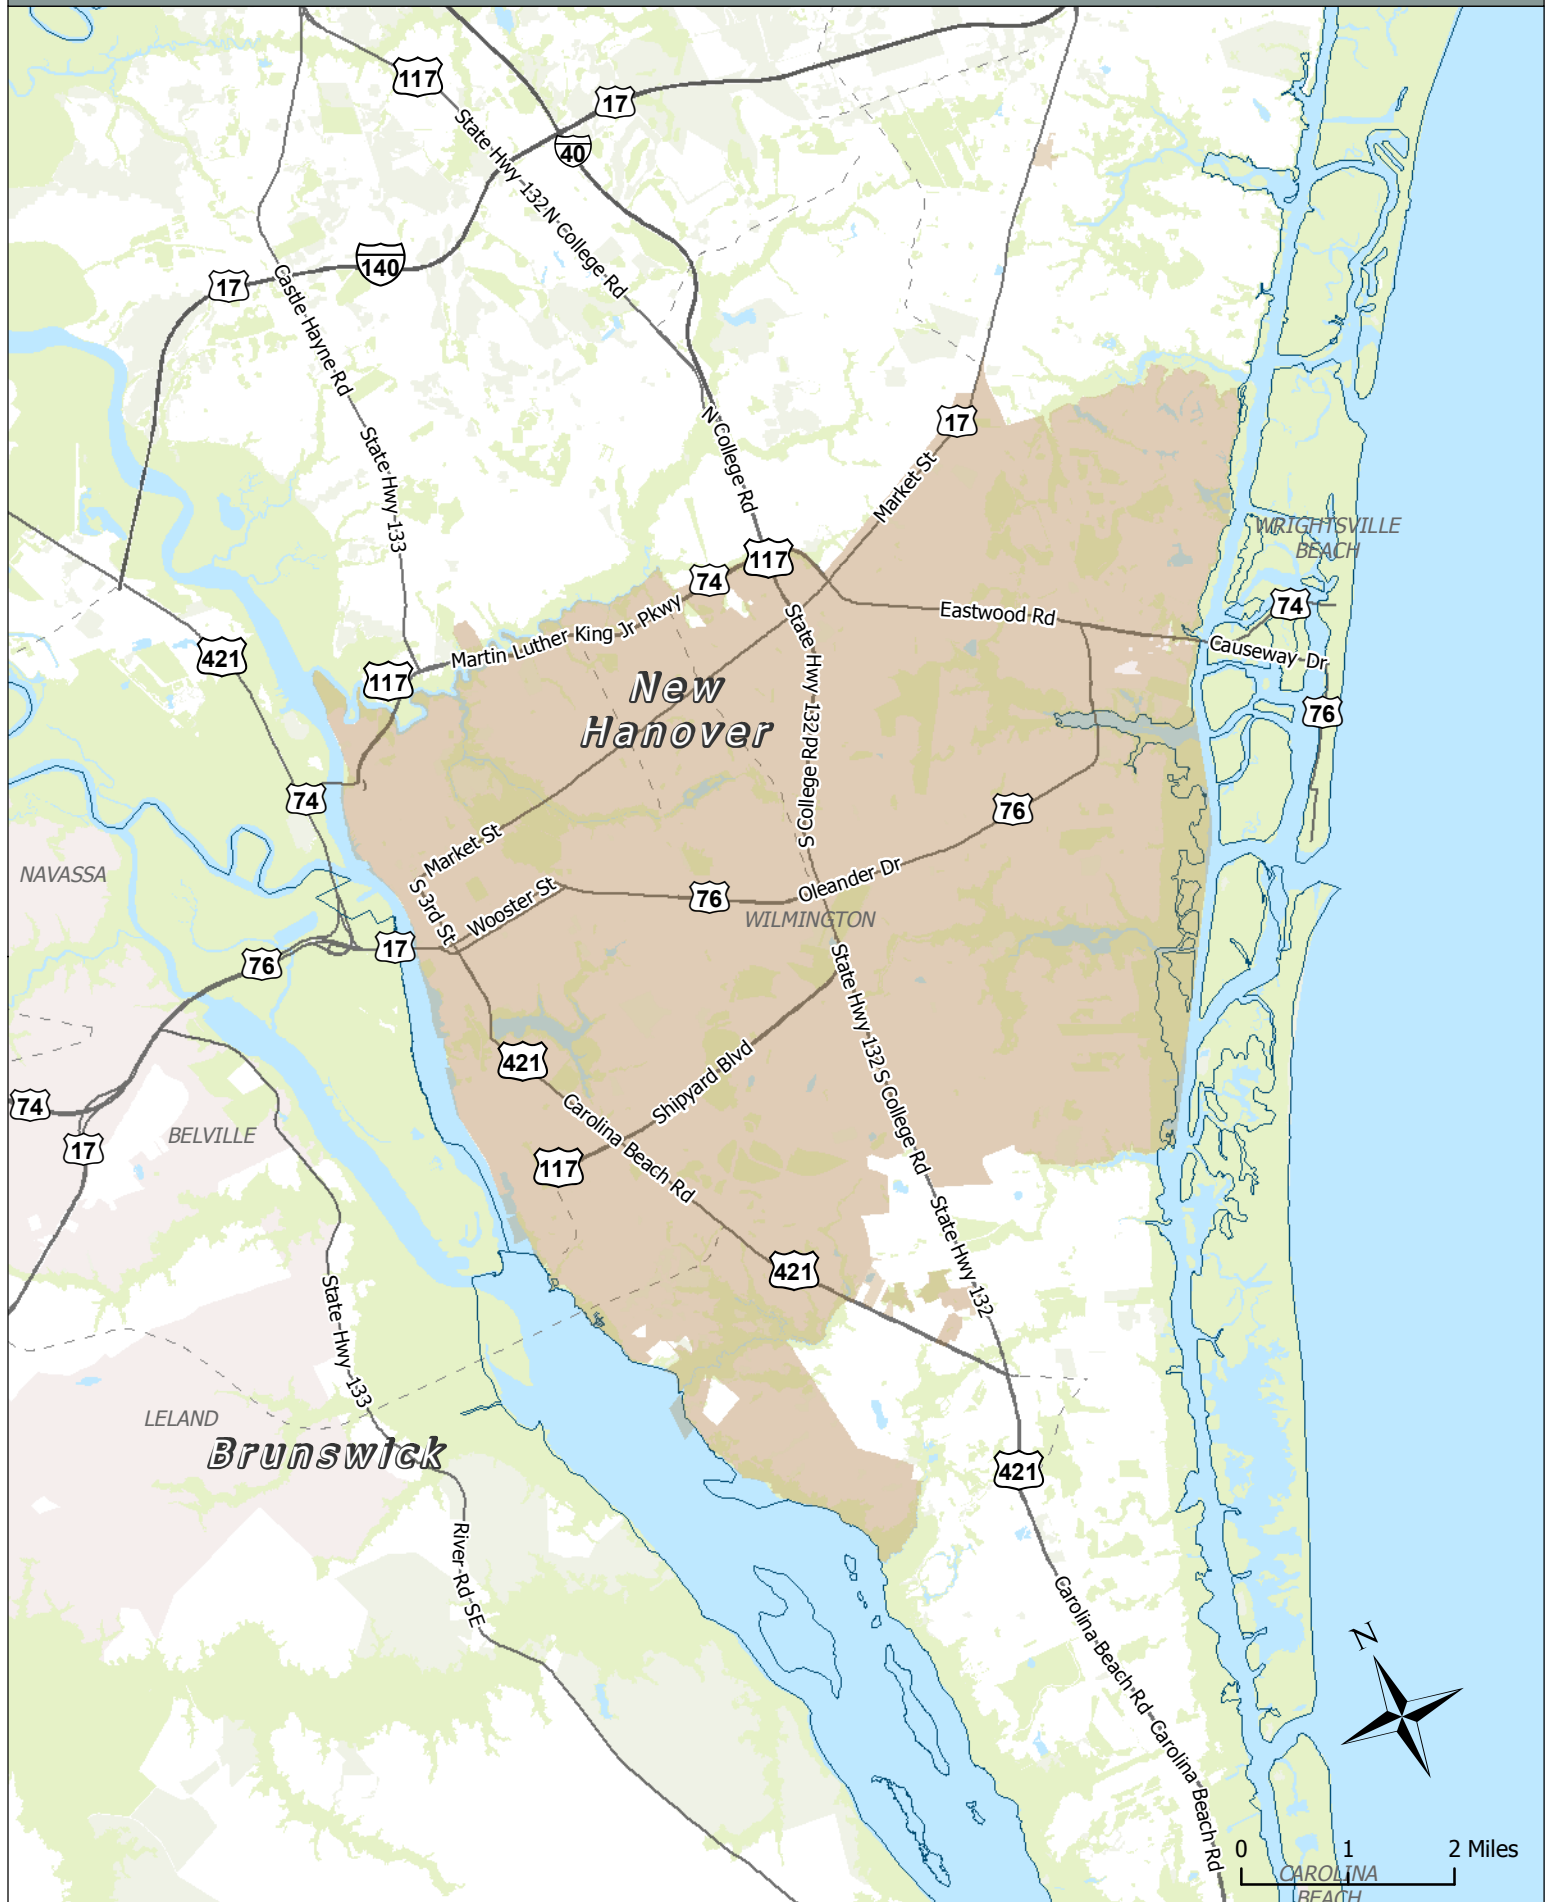 117
17
State Hwy 132
N College Rd
40
140
17
Castle Hayne Rd
State Hwy 133
N College Rd
17
Market St
WRIGHTSVILLE
BEACH
117
74
74
Eastwood Rd
Martin Luther King Jr Pkwy
State Hwy 132
Causeway Dr
421
117
New
Hanover
76
S College Rd
74
76
Market St
NAVASSA
S 3rd St
Wooster St
76
Oleander Dr
WILMINGTON
17
76
State Hwy 132
421
Shipyard Blvd
S College Rd
74
Carolina Beach Rd
BELVILLE
17
117
State Hwy 132
421
State Hwy 133
LELAND
Brunswick
421
River Rd SE
Carolina Beach Rd
N
Carolina Beach Rd
0 1 2 Miles
CAROLINA
BEACH